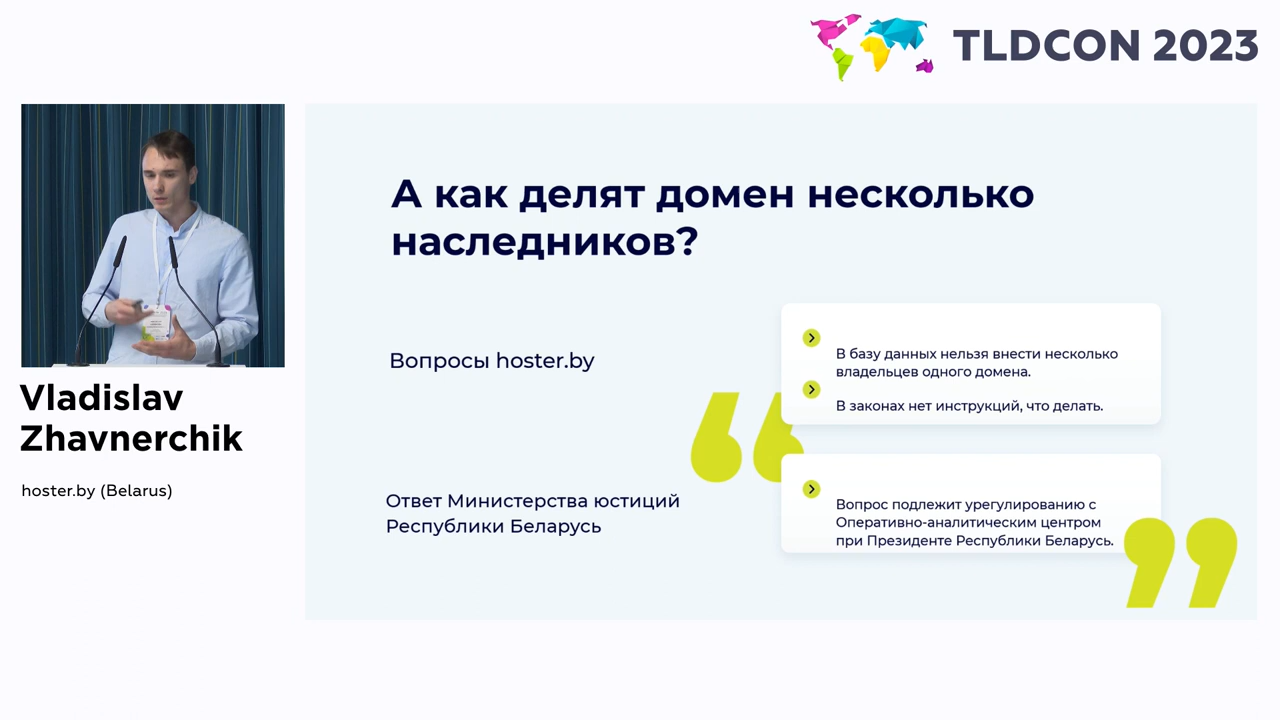 TLDCON 2023
А как делят домен несколько
наследников?
Вопросы hoster.by
В базу данных нельзя внести несколько
владельцев одного домена.
В законах нет инструкций, что делать.
Ответ Министерства юстиций
Республики Беларусь
Вопрос подлежит урегулированию с
Оперативно-аналитическим центром
при Президенте Республики Беларусь.
Vladislav
Zhavnerchik
hoster.by (Belarus)